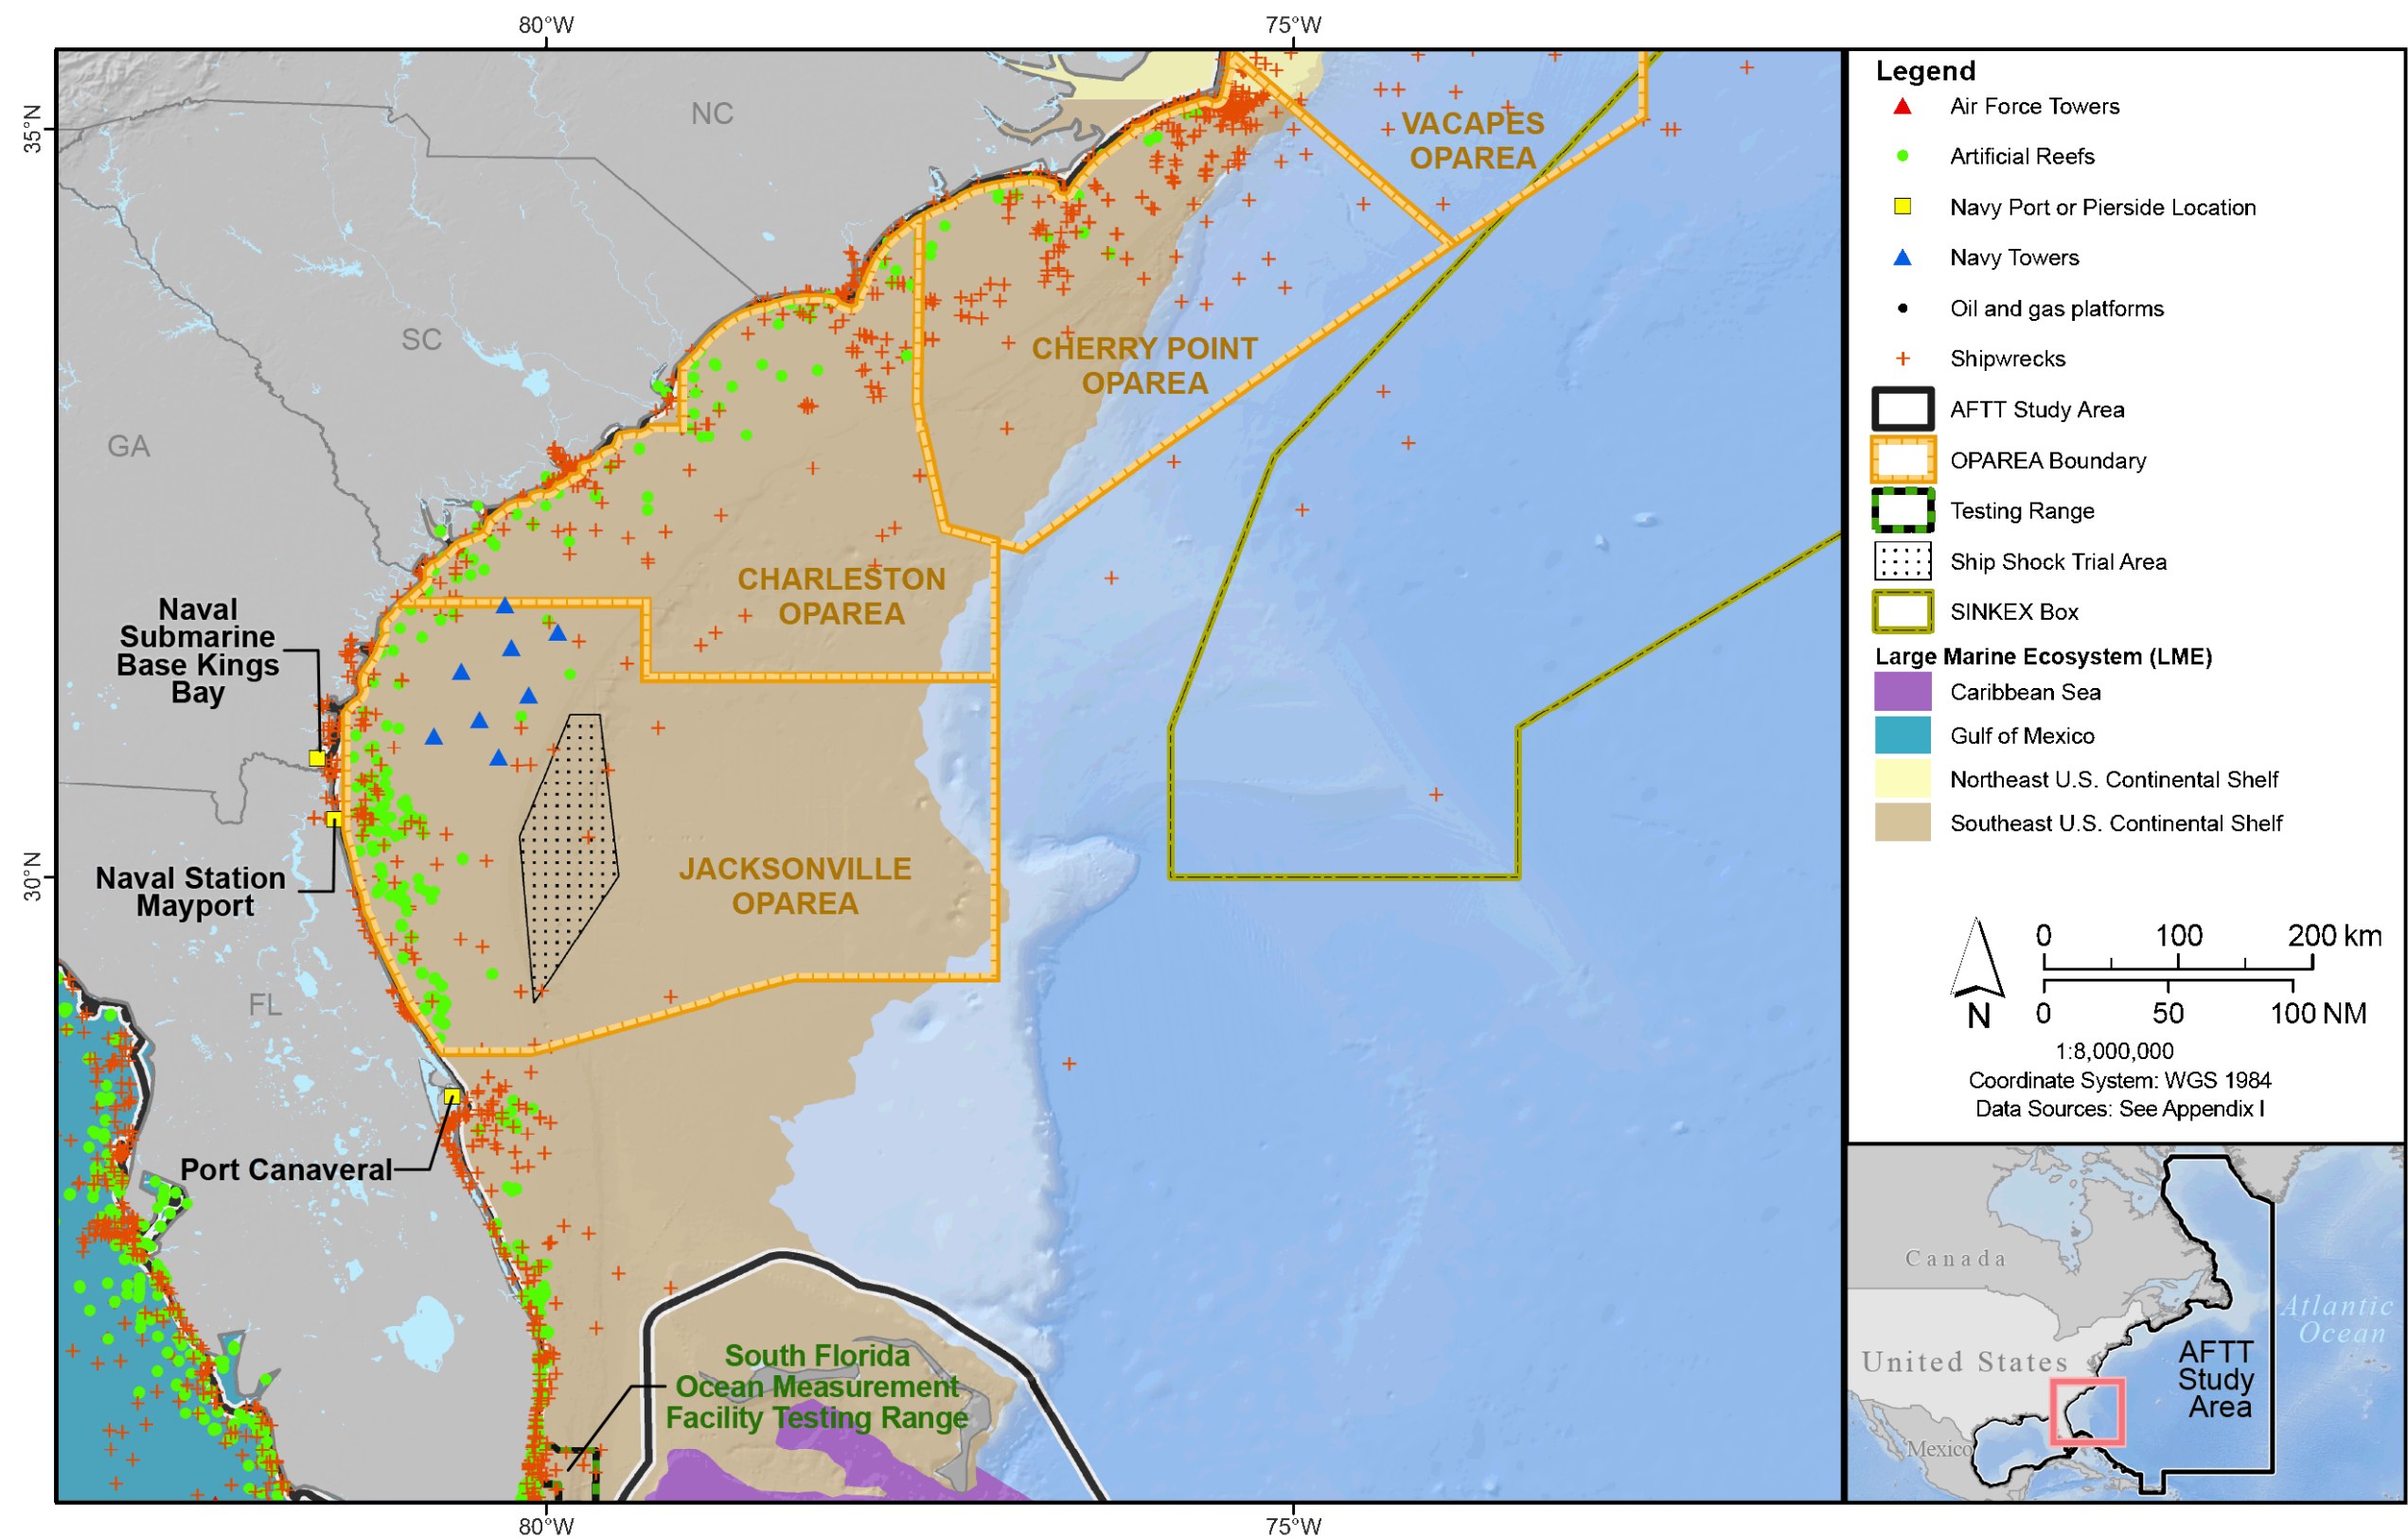 80°W
75°W
35°N
30°N
NC
SC
GA
FL
VACAPES
OPAREA
CHERRY POINT
OPAREA
CHARLESTON
OPAREA
JACKSONVILLE
OPAREA
Naval
Submarine
Base Kings
Bay
Naval Station
Mayport
Port Canaveral
South Florida
Ocean Measurement
Facility Testing Range
80°W
75°W
Legend
Air Force Towers
Artificial Reefs
Navy Port or Pierside Location
Navy Towers
Oil and gas platforms
Shipwrecks
AFTT Study Area
OPAREA Boundary
Testing Range
Ship Shock Trial Area
SINKEX Box
Large Marine Ecosystem (LME)
Caribbean Sea
Gulf of Mexico
Northeast U.S. Continental Shelf
Southeast U.S. Continental Shelf
N
0 100 200 km
0 50 100 NM
1:8,000,000
Coordinate System: WGS 1984
Data Sources: See Appendix I
Canada
United States
Mexico
Atlantic
Ocean
AFTT
Study
Area